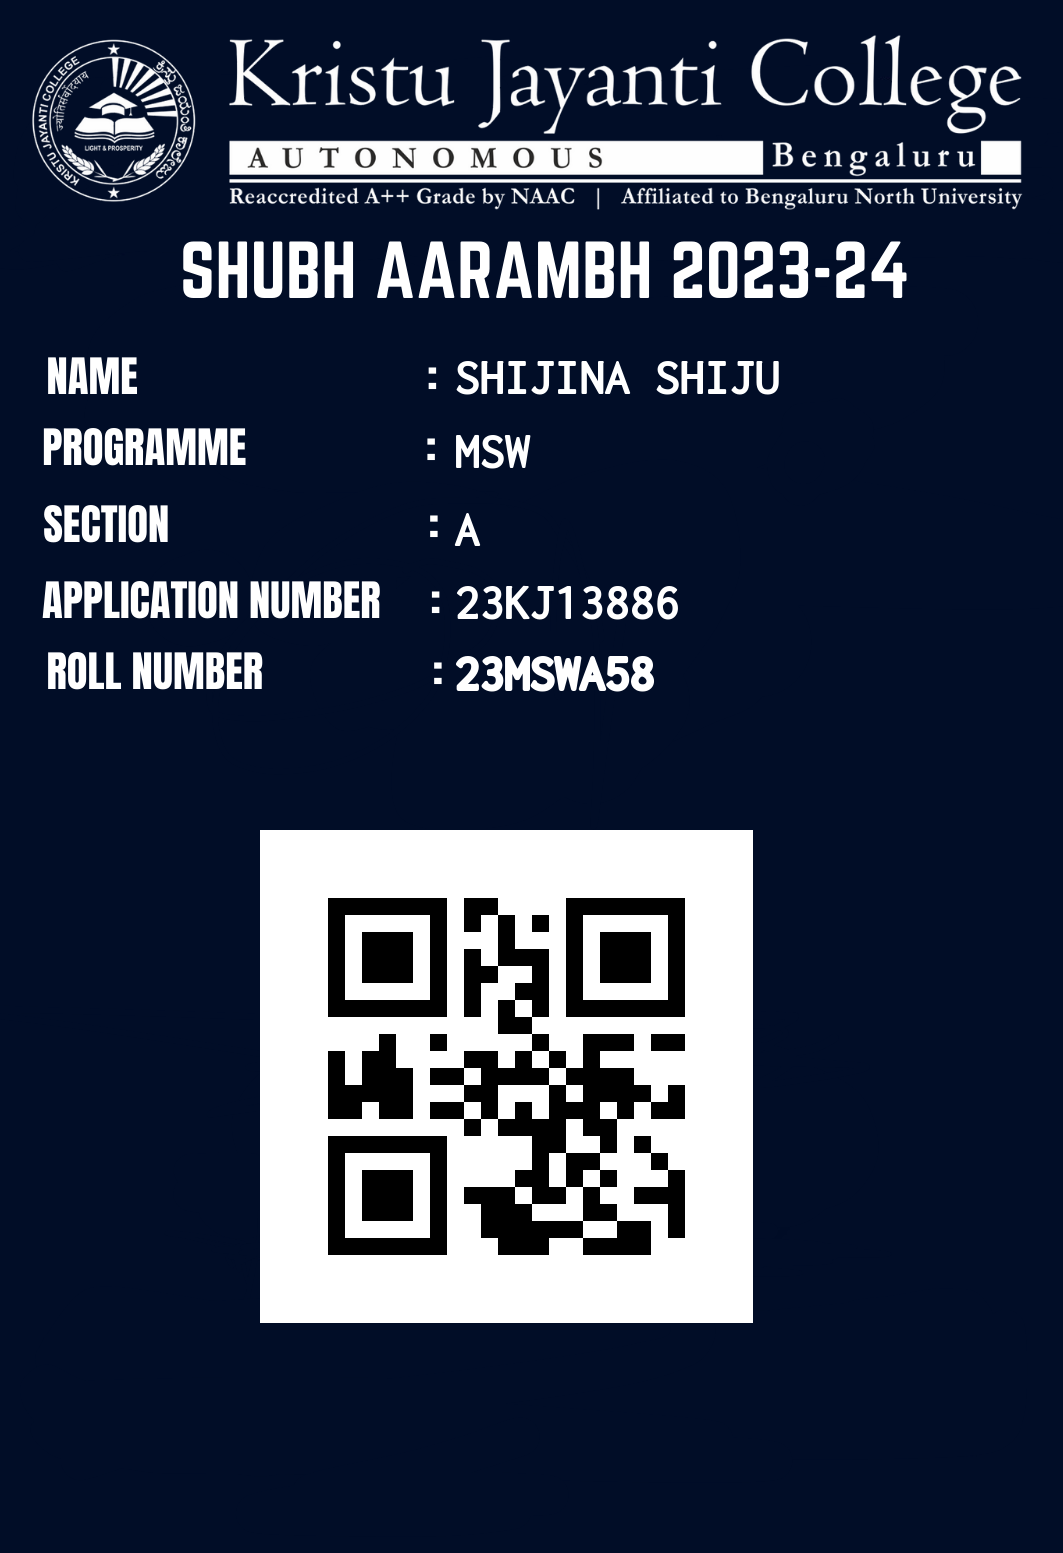 KRISTU JAYANTI COLLEGE
ज्योतिर्समृद्धिदायाय
LIGHT & PROSPERITY
Kristu Jayanti College
AUTONOMOUS Bengaluru
Reaccredited A++ Grade by NAAC | Affiliated to Bengaluru North University
SHUBH AARAMBH 2023-24
NAME : SHIJINA SHIJU
PROGRAMME : MSW
SECTION : A
APPLICATION NUMBER : 23KJ13886
ROLL NUMBER : 23MSWA58